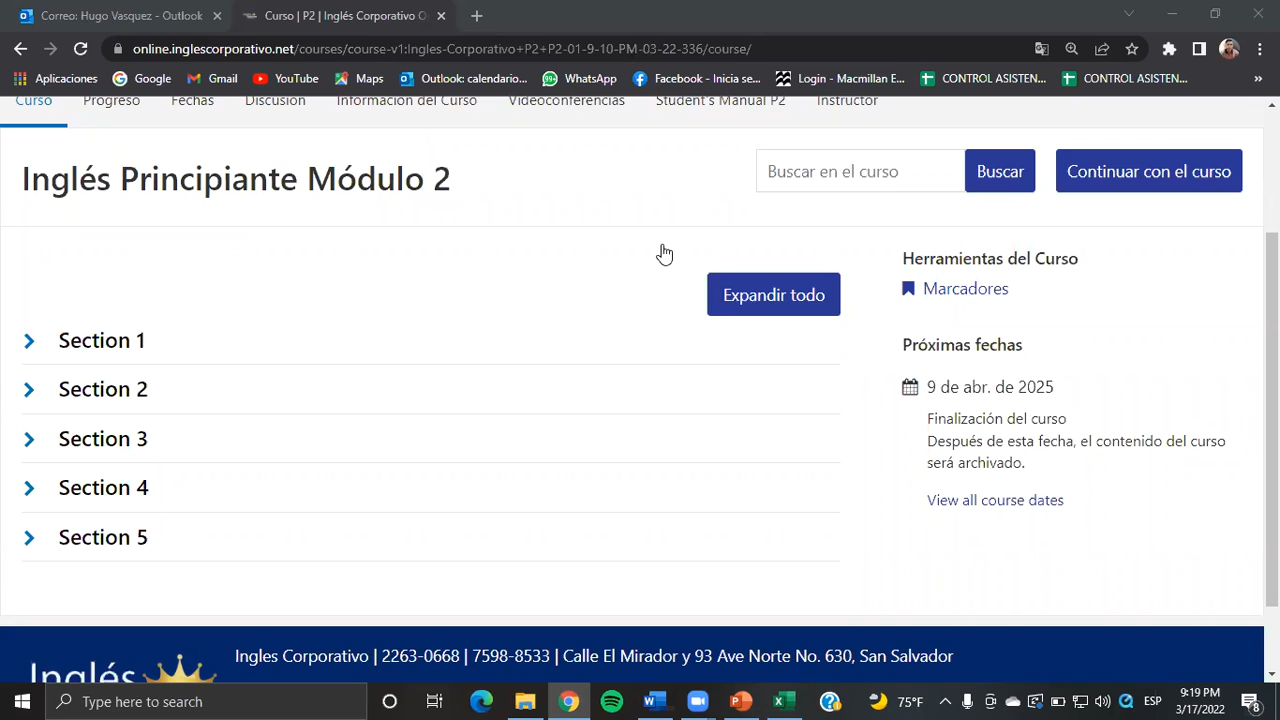 Correo: Hugo Vasquez - Outlook
Curso | P2 | Inglés Corporativo O
online.inglescorporativo.net/courses/course-v1:Ingles-Corporativo+P2+P2-01-9-10-PM-03-22-336/course/
Aplicaciones Google Gmail YouTube Maps Outlook: calendario... 99+ WhatsApp Facebook - Inicia se... Login - Macmillan E... CONTROL ASISTEN... CONTROL ASISTEN... »
Curso Progreso Fechas Discusión Información del Curso Videoconferencias Student's Manual P2 Instructor
Inglés Principiante Módulo 2
Buscar en el curso Buscar Continuar con el curso
Expandir todo
Section 1
Section 2
Section 3
Section 4
Section 5
Herramientas del Curso
Marcadores
Próximas fechas
9 de abr. de 2025
Finalización del curso
Después de esta fecha, el contenido del curso
será archivado.
View all course dates
Inglés
Ingles Corporativo | 2263-0668 | 7598-8533 | Calle El Mirador y 93 Ave Norte No. 630, San Salvador
Type here to search
75°F
ESP
9:19 PM
3/17/2022
8